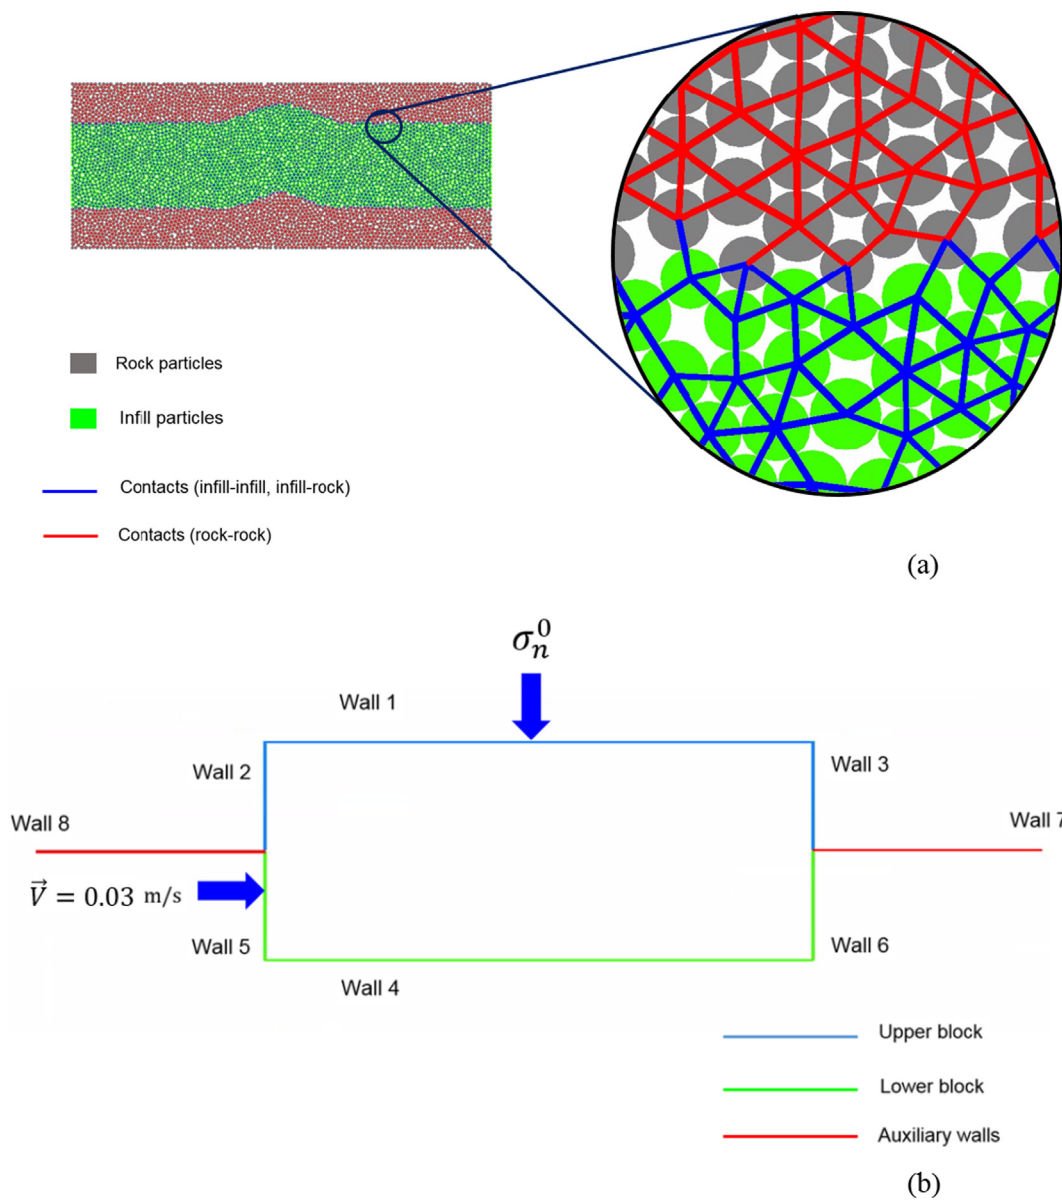 Rock particles
Infill particles
Contacts (infill-infill, infill-rock)
Contacts (rock-rock)
(a)
σ_n^0
Wall 1
Wall 2
Wall 3
Wall 8
Wall 7
V⃗ = 0.03 m/s
Wall 5
Wall 6
Wall 4
Upper block
Lower block
Auxiliary walls
(b)